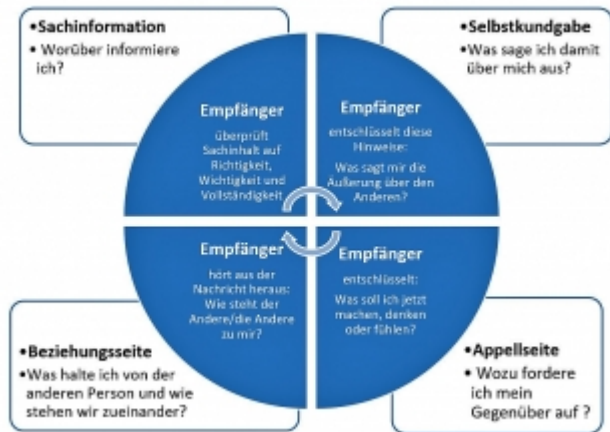 •Sachinformation
• Worüber informiere
ich?
•Selbstkundgabe
•Was sage ich damit
über mich aus?
Empfänger
überprüft
Sachinhalt auf
Richtigkeit,
Wichtigkeit und
Vollständigkeit
Empfänger
entschlüsselt diese
Hinweise:
Was sagt mir die
Äußerung über den
Anderen?
Empfänger
hört aus der
Nachricht heraus:
Wie steht der
Andere/die Andere
zu mir?
Empfänger
entschlüsselt:
Was soll ich jetzt
machen, denken
oder fühlen?
•Beziehungsseite
•Was halte ich von der
anderen Person und wie
stehen wir zueinander?
•Appellseite
• Wozu fordere
ich mein
Gegenüber auf ?